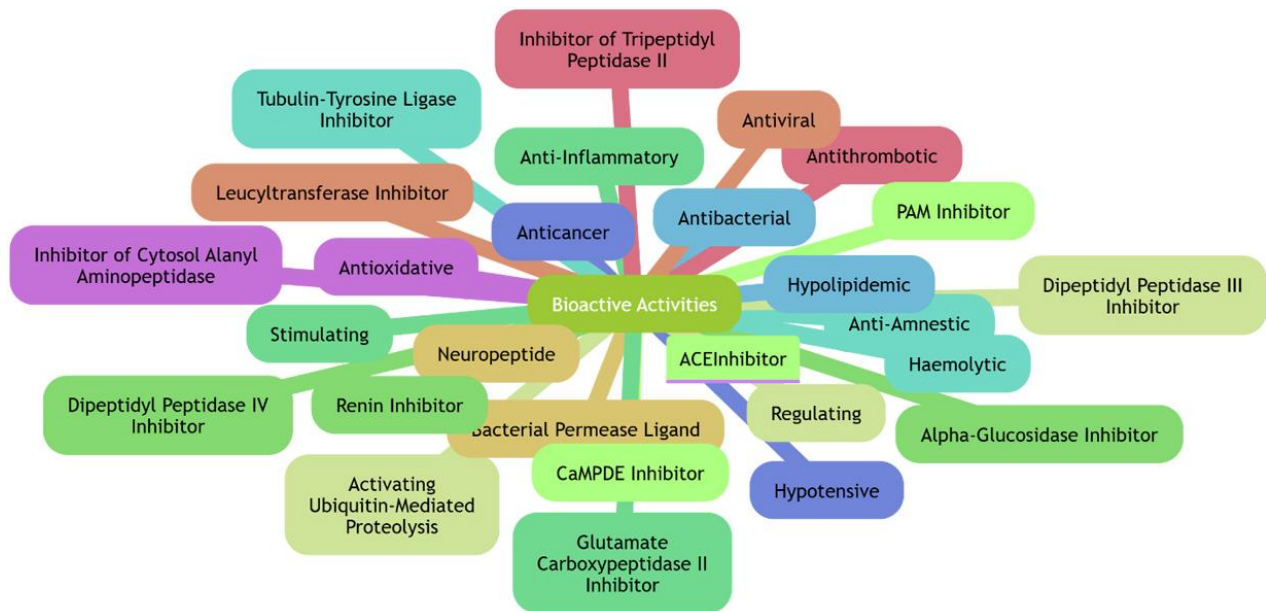 Inhibitor of Tripeptidyl
Peptidase II
Tubulin-Tyrosine Ligase
Inhibitor
Antiviral
Anti-Inflammatory
Antithrombotic
Leucyltransferase Inhibitor
PAM Inhibitor
Anticancer
Antibacterial
Inhibitor of Cytosol Alanyl
Aminopeptidase
Antioxidative
Hypolipidemic
Dipeptidyl Peptidase III
Inhibitor
Bioactive Activities
Stimulating
Anti-Amnestic
Neuropeptide
ACEInhibitor
Haemolytic
Dipeptidyl Peptidase IV
Inhibitor
Renin Inhibitor
Regulating
Bacterial Permease Ligand
Alpha-Glucosidase Inhibitor
CaMPDE Inhibitor
Activating
Ubiquitin-Mediated
Proteolysis
Hypotensive
Glutamate
Carboxypeptidase II
Inhibitor